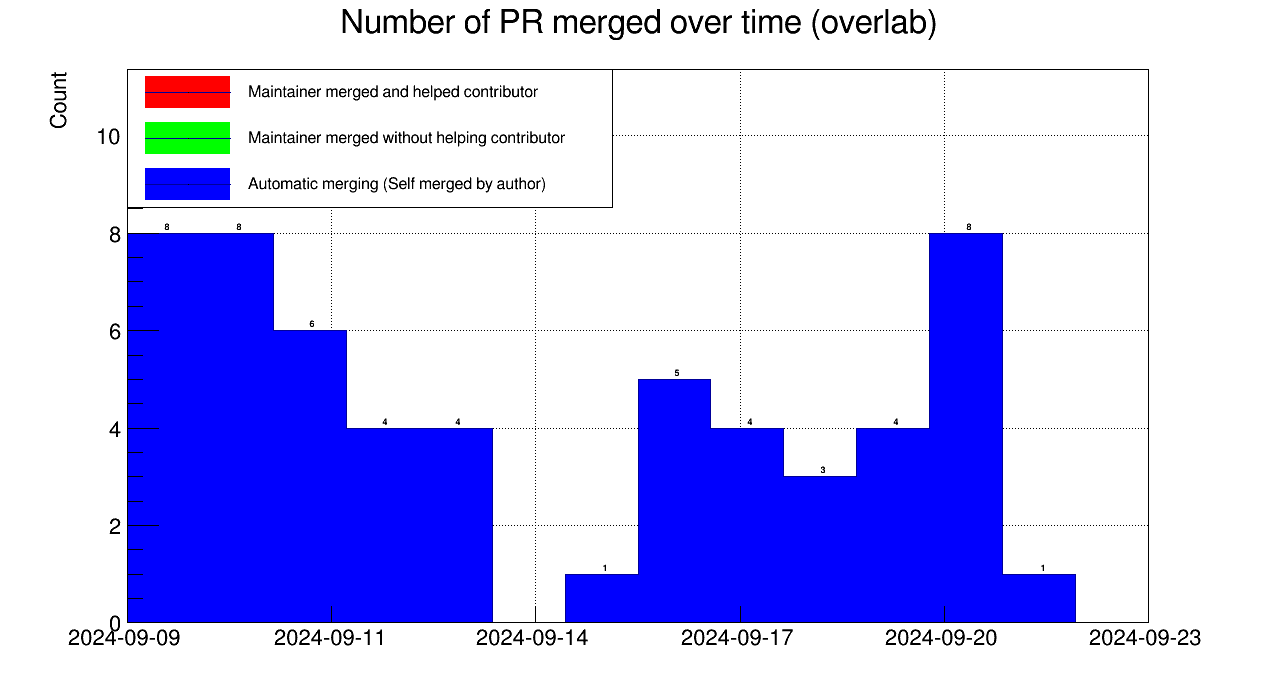 Number of PR merged over time (overlab)
Count
Maintainer merged and helped contributor
Maintainer merged without helping contributor
Automatic merging (Self merged by author)
10
8
6
4
2
0
8 8 6 4 4 1 5 4 3 4 8 1
2024-09-09 2024-09-11 2024-09-14 2024-09-17 2024-09-20 2024-09-23